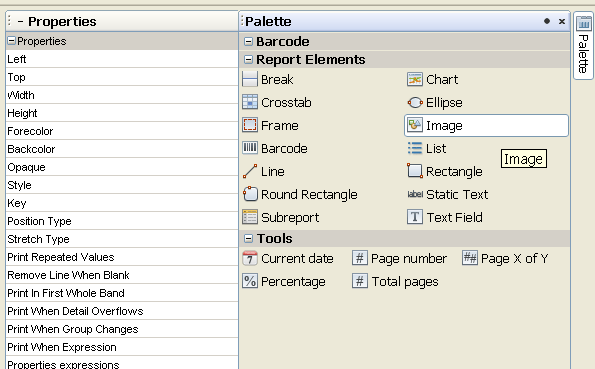 - Properties
Properties
Left
Top
Width
Height
Forecolor
Backcolor
Opaque
Style
Key
Position Type
Stretch Type
Print Repeated Values
Remove Line When Blank
Print In First Whole Band
Print When Detail Overflows
Print When Group Changes
Print When Expression
Properties expressions
Palette
Barcode
Report Elements
Break
Chart
Crosstab
Ellipse
Frame
Image
Barcode
List
Image
Line
Rectangle
Round Rectangle
label Static Text
Subreport
T Text Field
Tools
7 Current date
# Page number
## Page X of Y
% Percentage
# Total pages
Palette